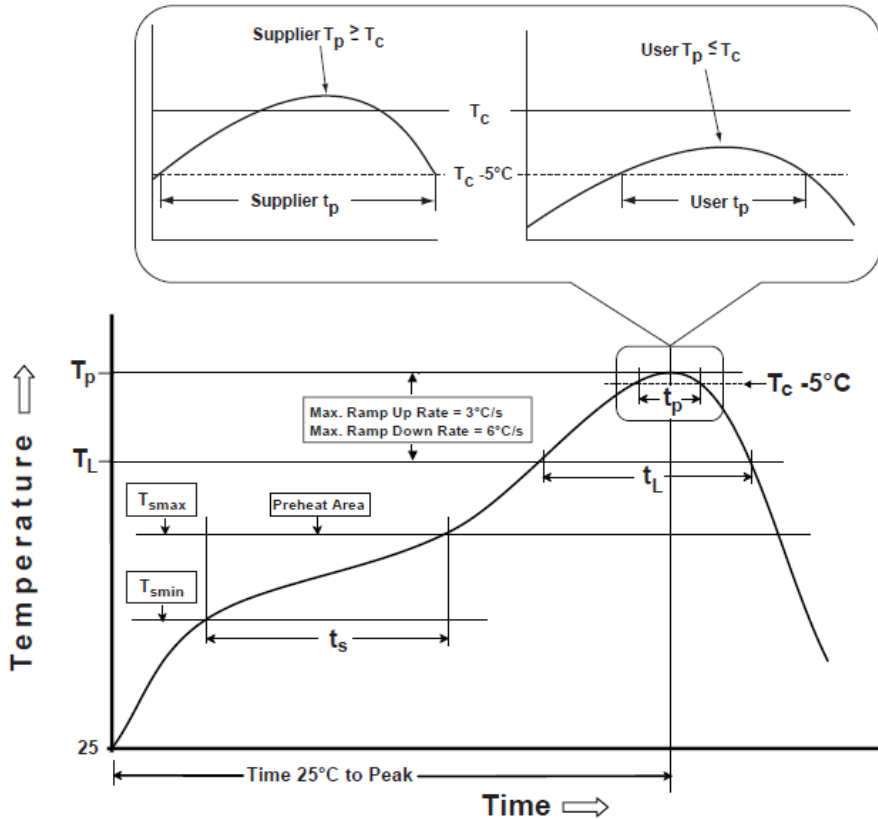 Supplier Tp ≥ Tc
User Tp ≤ Tc
Tc
Tc -5°C
Supplier tp
User tp
Tp
Tc -5°C
tp
Max. Ramp Up Rate = 3°C/s
Max. Ramp Down Rate = 6°C/s
TL
tL
Tsmax
Preheat Area
Tsmin
ts
Temperature
25
Time 25°C to Peak
Time